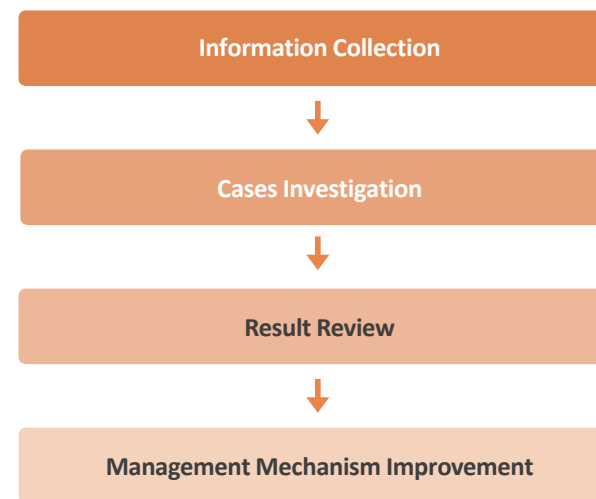 Information Collection
Cases Investigation
Result Review
Management Mechanism Improvement